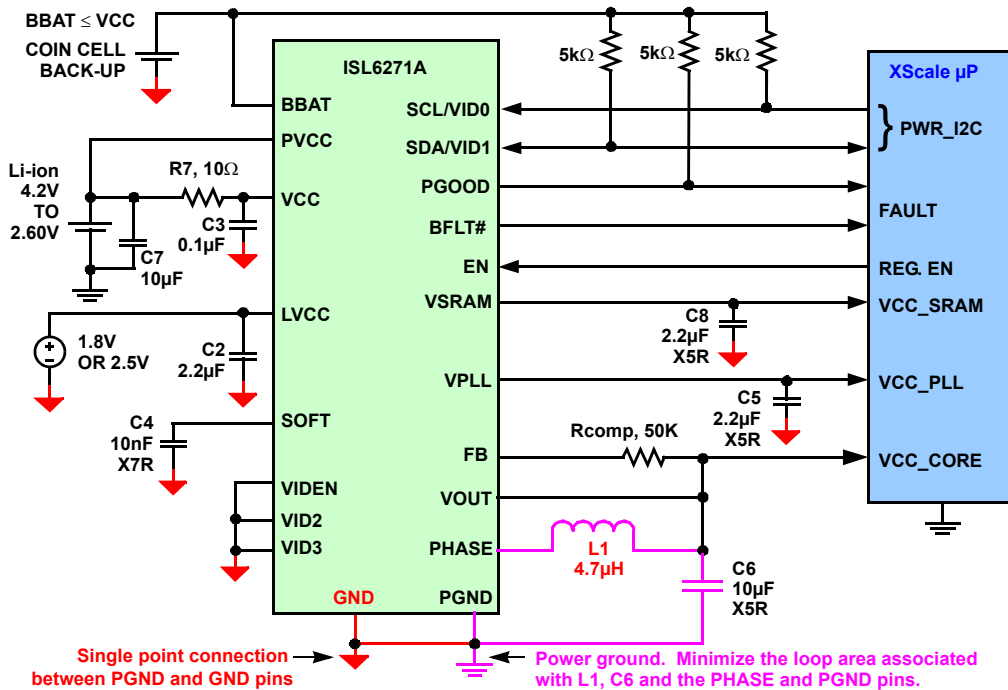 BBAT ≤ VCC
COIN CELL
BACK-UP
ISL6271A
5kΩ
5kΩ
5kΩ
XScale µP
BBAT
SCL/VID0
} PWR_I2C
PVCC
SDA/VID1
Li-ion
4.2V
TO
2.60V
R7, 10Ω
VCC
C3
0.1µF
C7
10µF
PGOOD
BFLT#
FAULT
EN
REG. EN
LVCC
VSRAM
VCC_SRAM
C8
2.2µF
X5R
1.8V
OR 2.5V
+
−
C2
2.2µF
VPLL
VCC_PLL
C5
2.2µF
X5R
C4
10nF
X7R
SOFT
Rcomp, 50K
FB
VCC_CORE
VIDEN
VOUT
VID2
VID3
PHASE
L1
4.7µH
C6
10µF
X5R
GND
PGND
Single point connection
between PGND and GND pins
Power ground. Minimize the loop area associated
with L1, C6 and the PHASE and PGND pins.